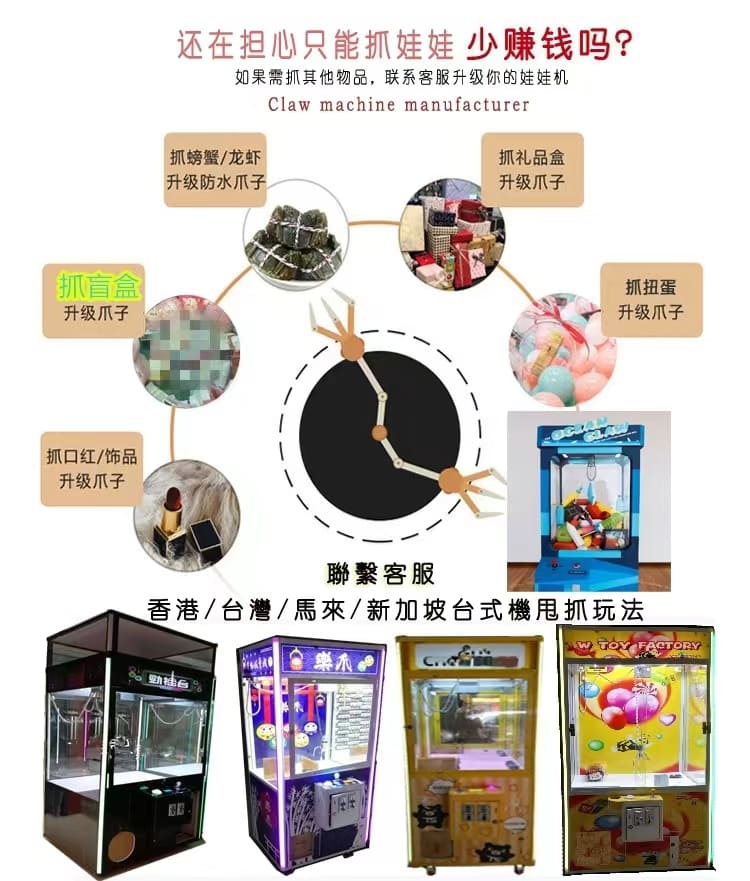 还在担心只能抓娃娃 少赚钱吗?
如果需抓其他物品,联系客服升级你的娃娃机
Claw machine manufacturer
抓螃蟹/龙虾
升级防水爪子
抓礼品盒
升级爪子
抓盲盒
升级爪子
抓扭蛋
升级爪子
抓口红/饰品
升级爪子
OCEAN
CLAW
聯繫客服
香港/台灣/馬來/新加坡台式機甩抓玩法
樂爪
W TOY FACTORY